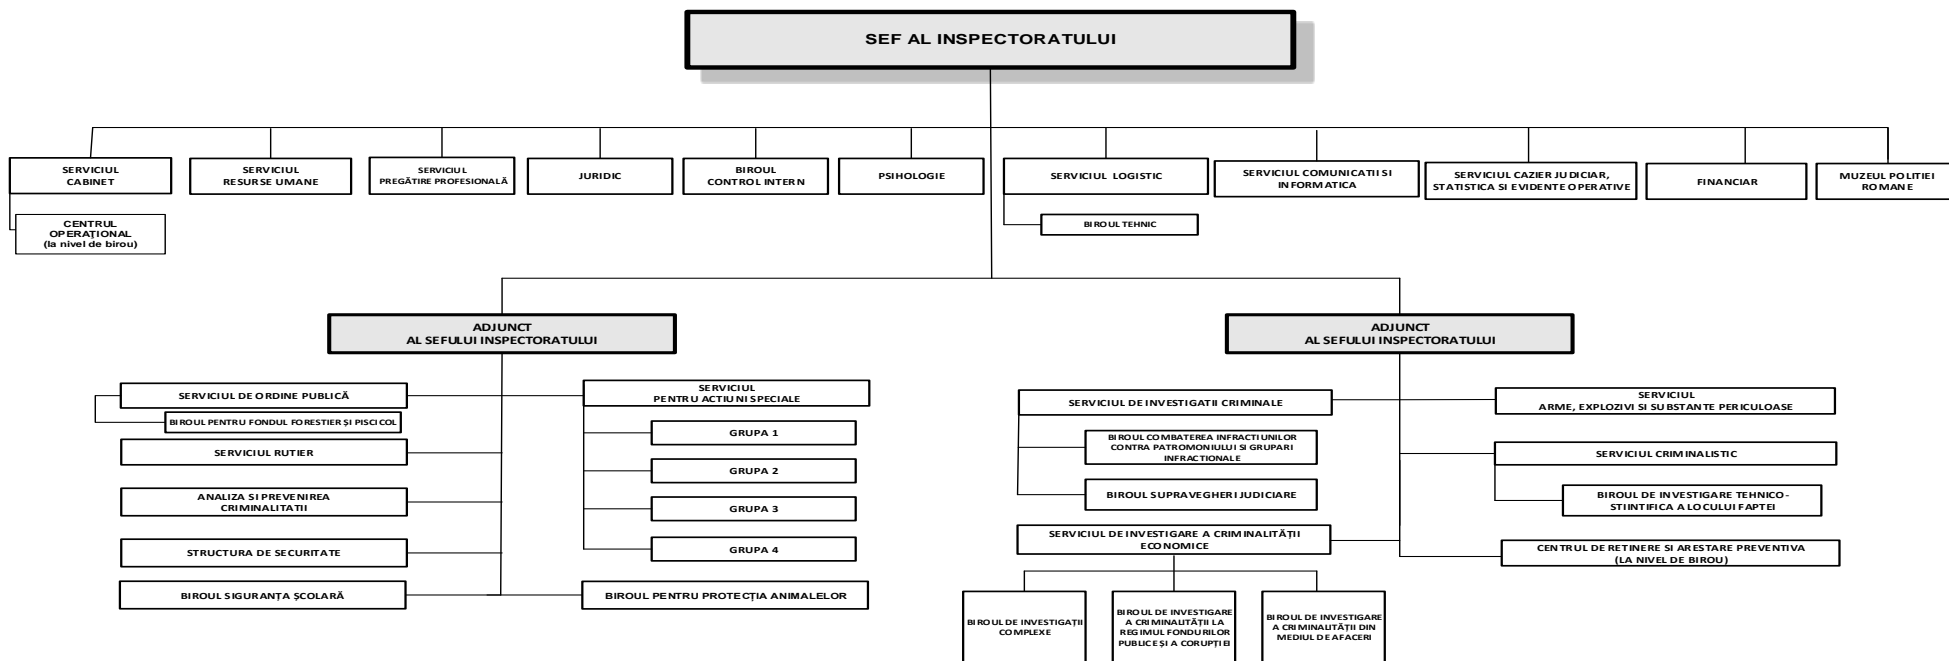 SEF AL INSPECTORATULUI
SERVICIUL
CABINET
SERVICIUL
RESURSE UMANE
SERVICIUL
PREGĂTIRE PROFESIONALĂ
JURIDIC
BIROUL
CONTROL INTERN
PSIHOLOGIE
SERVICIUL LOGISTIC
SERVICIUL COMUNICATII SI
INFORMATICA
SERVICIUL CAZIER JUDICIAR,
STATISTICA SI EVIDENTE OPERATIVE
FINANCIAR
MUZEUL POLITIEI
ROMANE
CENTRUL
OPERAŢIONAL
(la nivel de birou)
BIROUL TEHNIC
ADJUNCT
AL SEFULUI INSPECTORATULUI
SERVICIUL DE ORDINE PUBLICĂ
BIROUL PENTRU FONDUL FORESTIER ȘI PISCICOL
SERVICIUL RUTIER
ANALIZA SI PREVENIREA
CRIMINALITATII
STRUCTURA DE SECURITATE
BIROUL SIGURANȚA ȘCOLARĂ
SERVICIUL
PENTRU ACTIUNI SPECIALE
GRUPA 1
GRUPA 2
GRUPA 3
GRUPA 4
BIROUL PENTRU PROTECȚIA ANIMALELOR
ADJUNCT
AL SEFULUI INSPECTORATULUI
SERVICIUL DE INVESTIGATII CRIMINALE
BIROUL COMBATEREA INFRACTIUNILOR
CONTRA PATROMONIULUI SI GRUPARI
INFRACTIONALE
BIROUL SUPRAVEGHERI JUDICIARE
SERVICIUL DE INVESTIGARE A CRIMINALITĂȚII
ECONOMICE
BIROUL DE INVESTIGAȚII
COMPLEXE
BIROUL DE INVESTIGARE
A CRIMINALITĂȚII LA
REGIMUL FONDURILOR
PUBLICE ȘI A CORUPȚIEI
BIROUL DE INVESTIGARE
A CRIMINALITĂȚII DIN
MEDIUL DE AFACERI
SERVICIUL
ARME, EXPLOZIVI SI SUBSTANTE PERICULOASE
SERVICIUL CRIMINALISTIC
BIROUL DE INVESTIGARE TEHNICO-
STIINTIFICA A LOCULUI FAPTEI
CENTRUL DE RETINERE SI ARESTARE PREVENTIVA
(LA NIVEL DE BIROU)